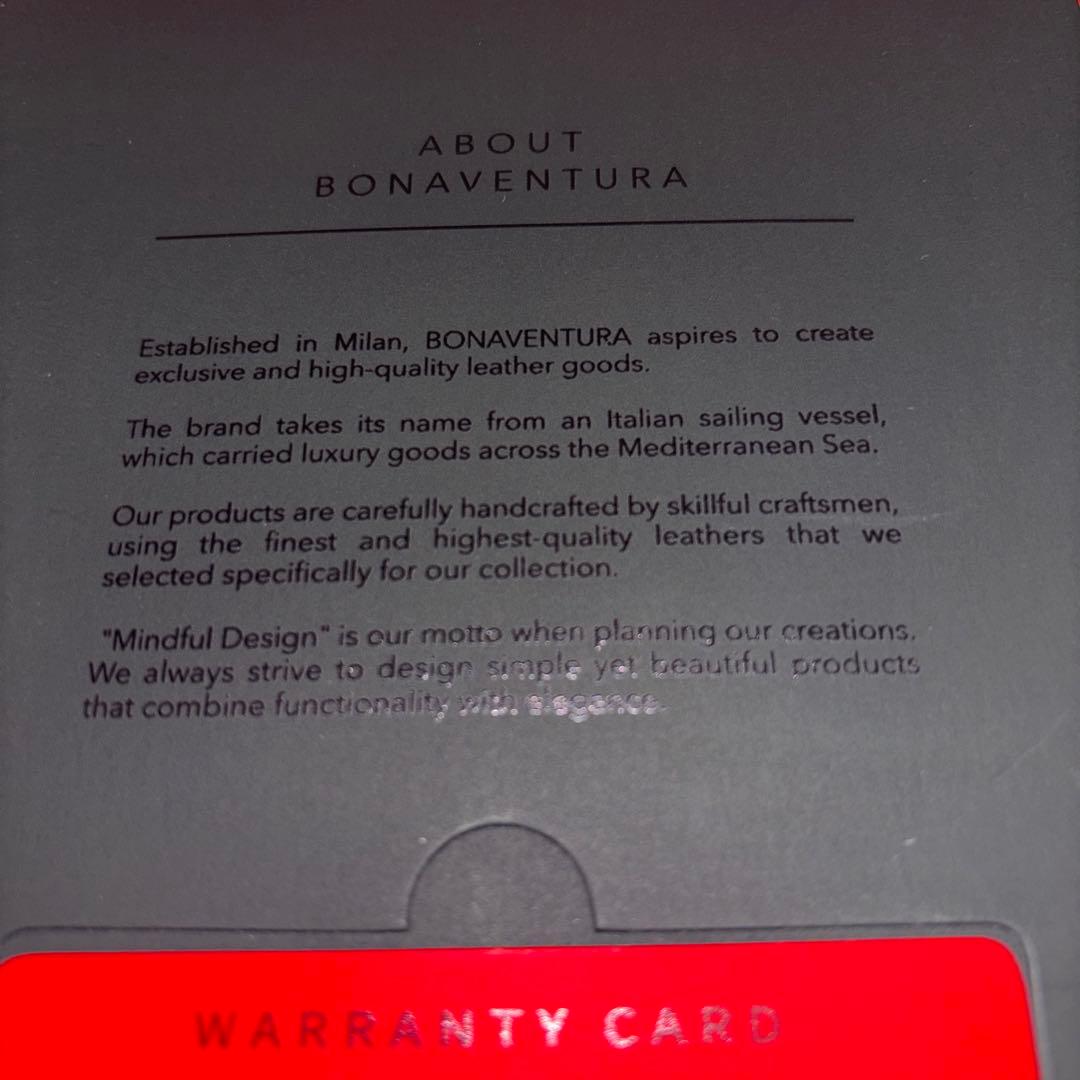 ABOUT
BONAVENTURA
Established in Milan, BONAVENTURA aspires to create
exclusive and high-quality leather goods.
The brand takes its name from an Italian sailing vessel,
which carried luxury goods across the Mediterranean Sea.
Our products are carefully handcrafted by skillful craftsmen,
using the finest and highest-quality leathers that we
selected specifically for our collection.
"Mindful Design" is our motto when planning our creations.
We always strive to design simple yet beautiful products
that combine functionality with elegance.
WARRANTY CARD